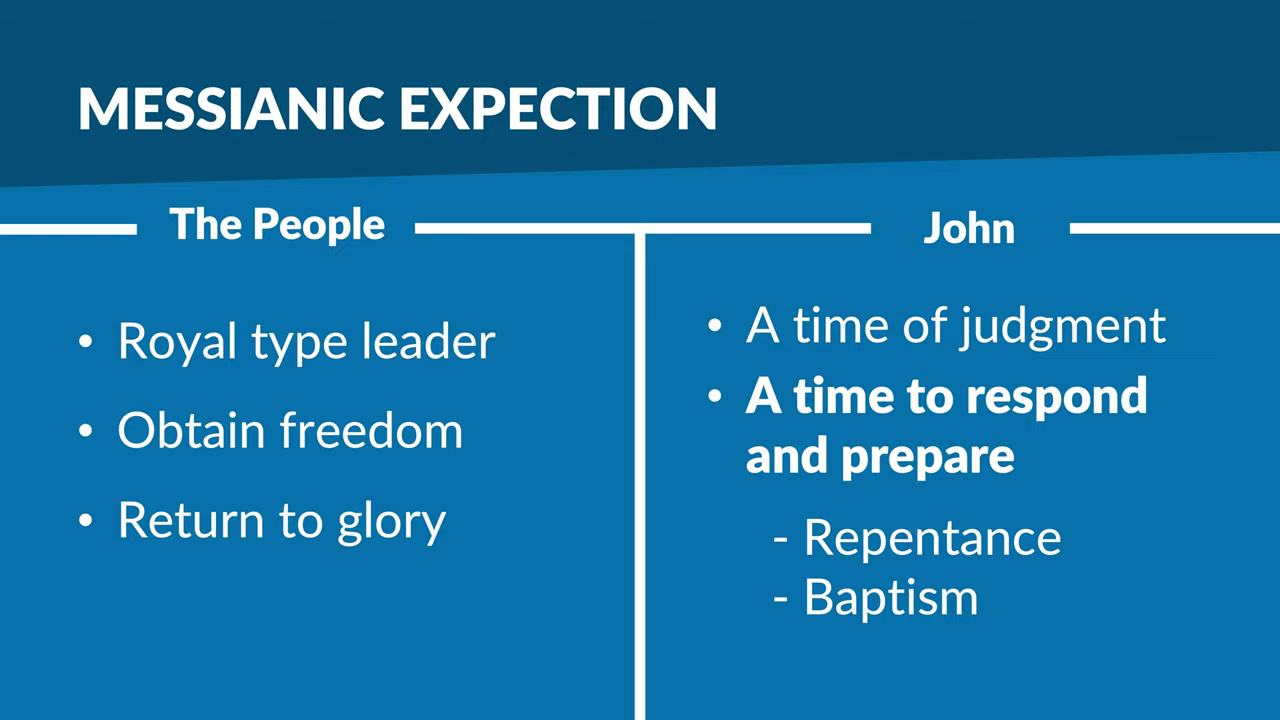 MESSIANIC EXPECTION
The People
• Royal type leader
• Obtain freedom
• Return to glory
John
• A time of judgment
• A time to respond
and prepare
- Repentance
- Baptism